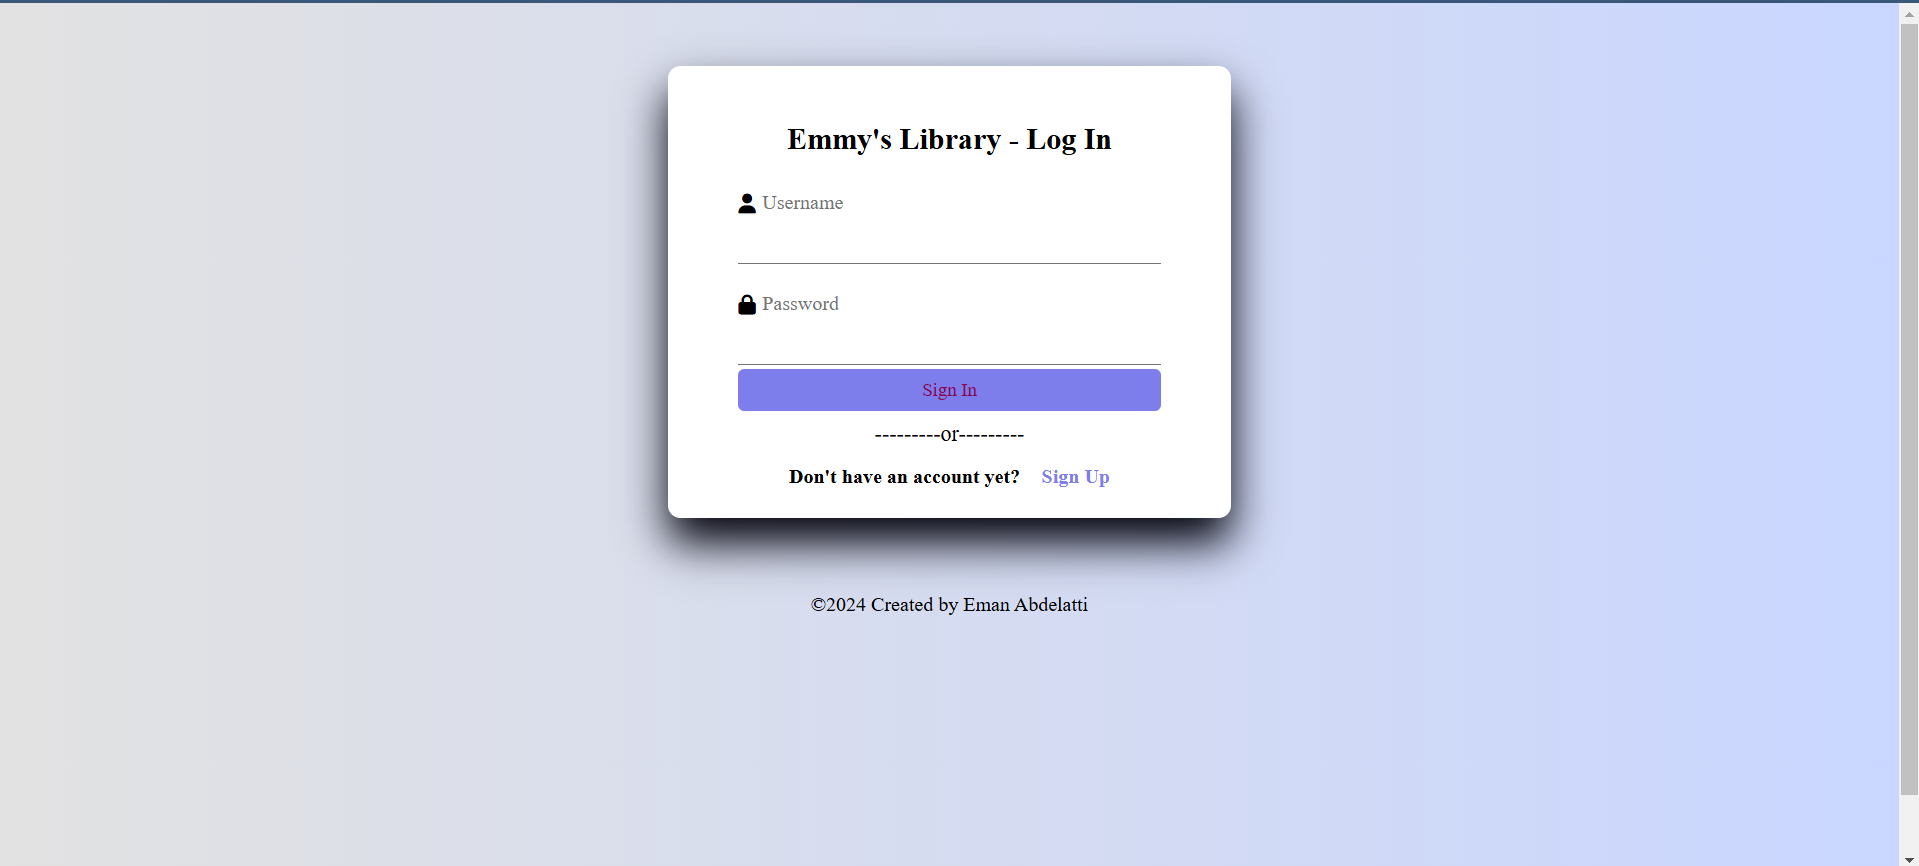 Emmy's Library - Log In
Username
Password
Sign In
---------or---------
Don't have an account yet? Sign Up
©2024 Created by Eman Abdelatti